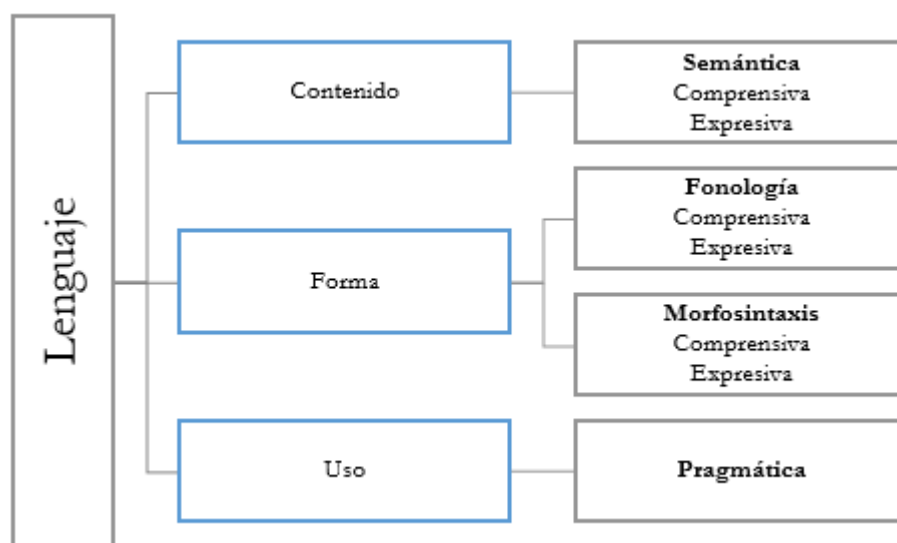 Lenguaje
Contenido
Semántica
Comprensiva
Expresiva
Forma
Fonología
Comprensiva
Expresiva
Morfosintaxis
Comprensiva
Expresiva
Uso
Pragmática